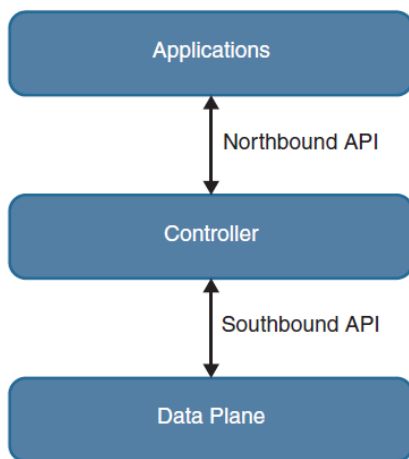 Applications
Northbound API
Controller
Southbound API
Data Plane